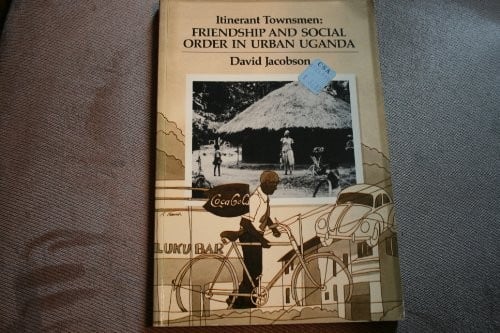 Itinerant Townsmen:
FRIENDSHIP AND SOCIAL
ORDER IN URBAN UGANDA
David Jacobson
Coca-Cola
LUKU BAR